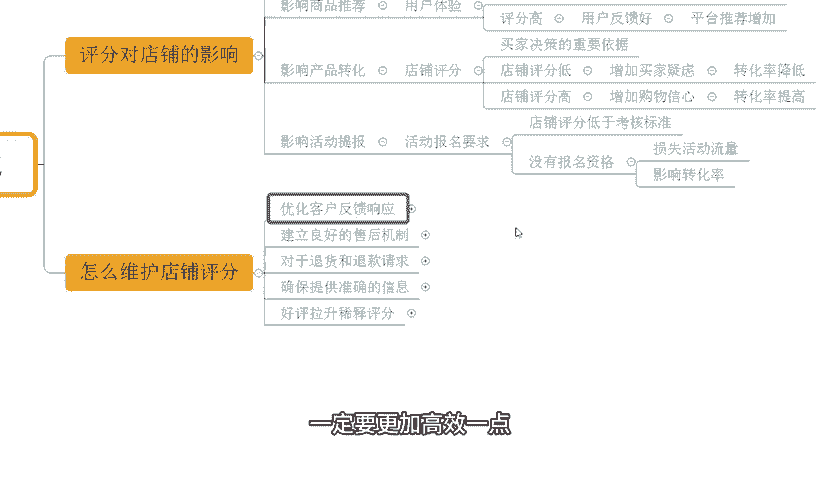 影响商品推荐 用户体验
评分高 用户反馈好 平台推荐增加
评分对店铺的影响
买家决策的重要依据
影响产品转化 店铺评分 店铺评分低 增加买家疑虑 转化率降低
店铺评分高 增加购物信心 转化率提高
店铺评分低于考核标准
影响活动提报 活动报名要求
没有报名资格 损失活动流量
影响转化率
优化客户反馈响应
建立良好的售后机制
怎么维护店铺评分 对于退货和退款请求
确保提供准确的信息
好评拉升稀释评分
一定要更加高效一点